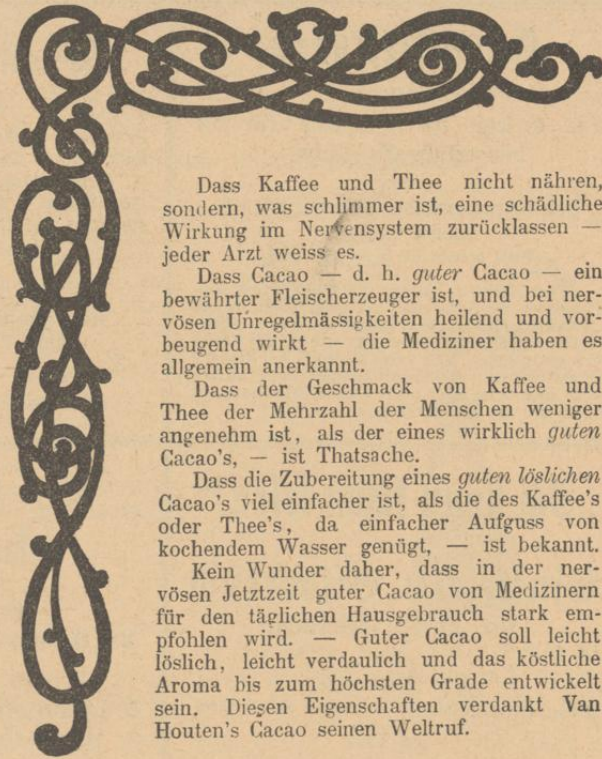 Dass Kaffee und Thee nicht nähren,
sondern, was schlimmer ist, eine schädliche
Wirkung im Nervensystem zurücklassen —
jeder Arzt weiss es.
Dass Cacao — d. h. guter Cacao — ein
bewährter Fleischerzeuger ist, und bei ner-
vösen Unregelmässigkeiten heilend und vor-
beugend wirkt — die Mediziner haben es
allgemein anerkannt.
Dass der Geschmack von Kaffee und
Thee der Mehrzahl der Menschen weniger
angenehm ist, als der eines wirklich guten
Cacao's, — ist Thatsache.
Dass die Zubereitung eines guten löslichen
Cacao's viel einfacher ist, als die des Kaffee's
oder Thee's, da einfacher Aufguss von
kochendem Wasser genügt, — ist bekannt.
Kein Wunder daher, dass in der ner-
vösen Jetztzeit guter Cacao von Medizinern
für den täglichen Hausgebrauch stark em-
pfohlen wird. — Guter Cacao soll leicht
löslich, leicht verdaulich und das köstliche
Aroma bis zum höchsten Grade entwickelt
sein. Diesen Eigenschaften verdankt Van
Houten's Cacao seinen Weltruf.